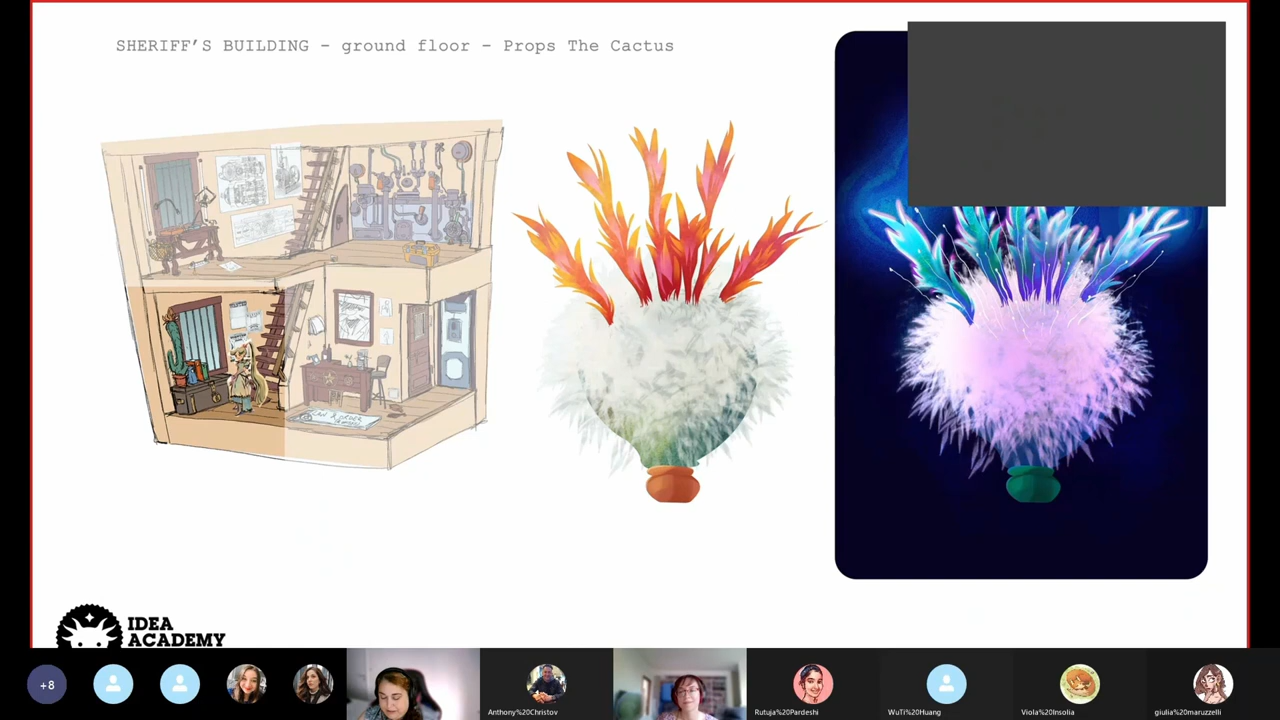 SHERIFF'S BUILDING - ground floor - Props The Cactus
IDEA
ACADEMY
+8
Anthony%20Christov
Rutuja%20Pardeshi
WuTi%20Huang
Viola%20Insolia
giulia%20maruzzelli